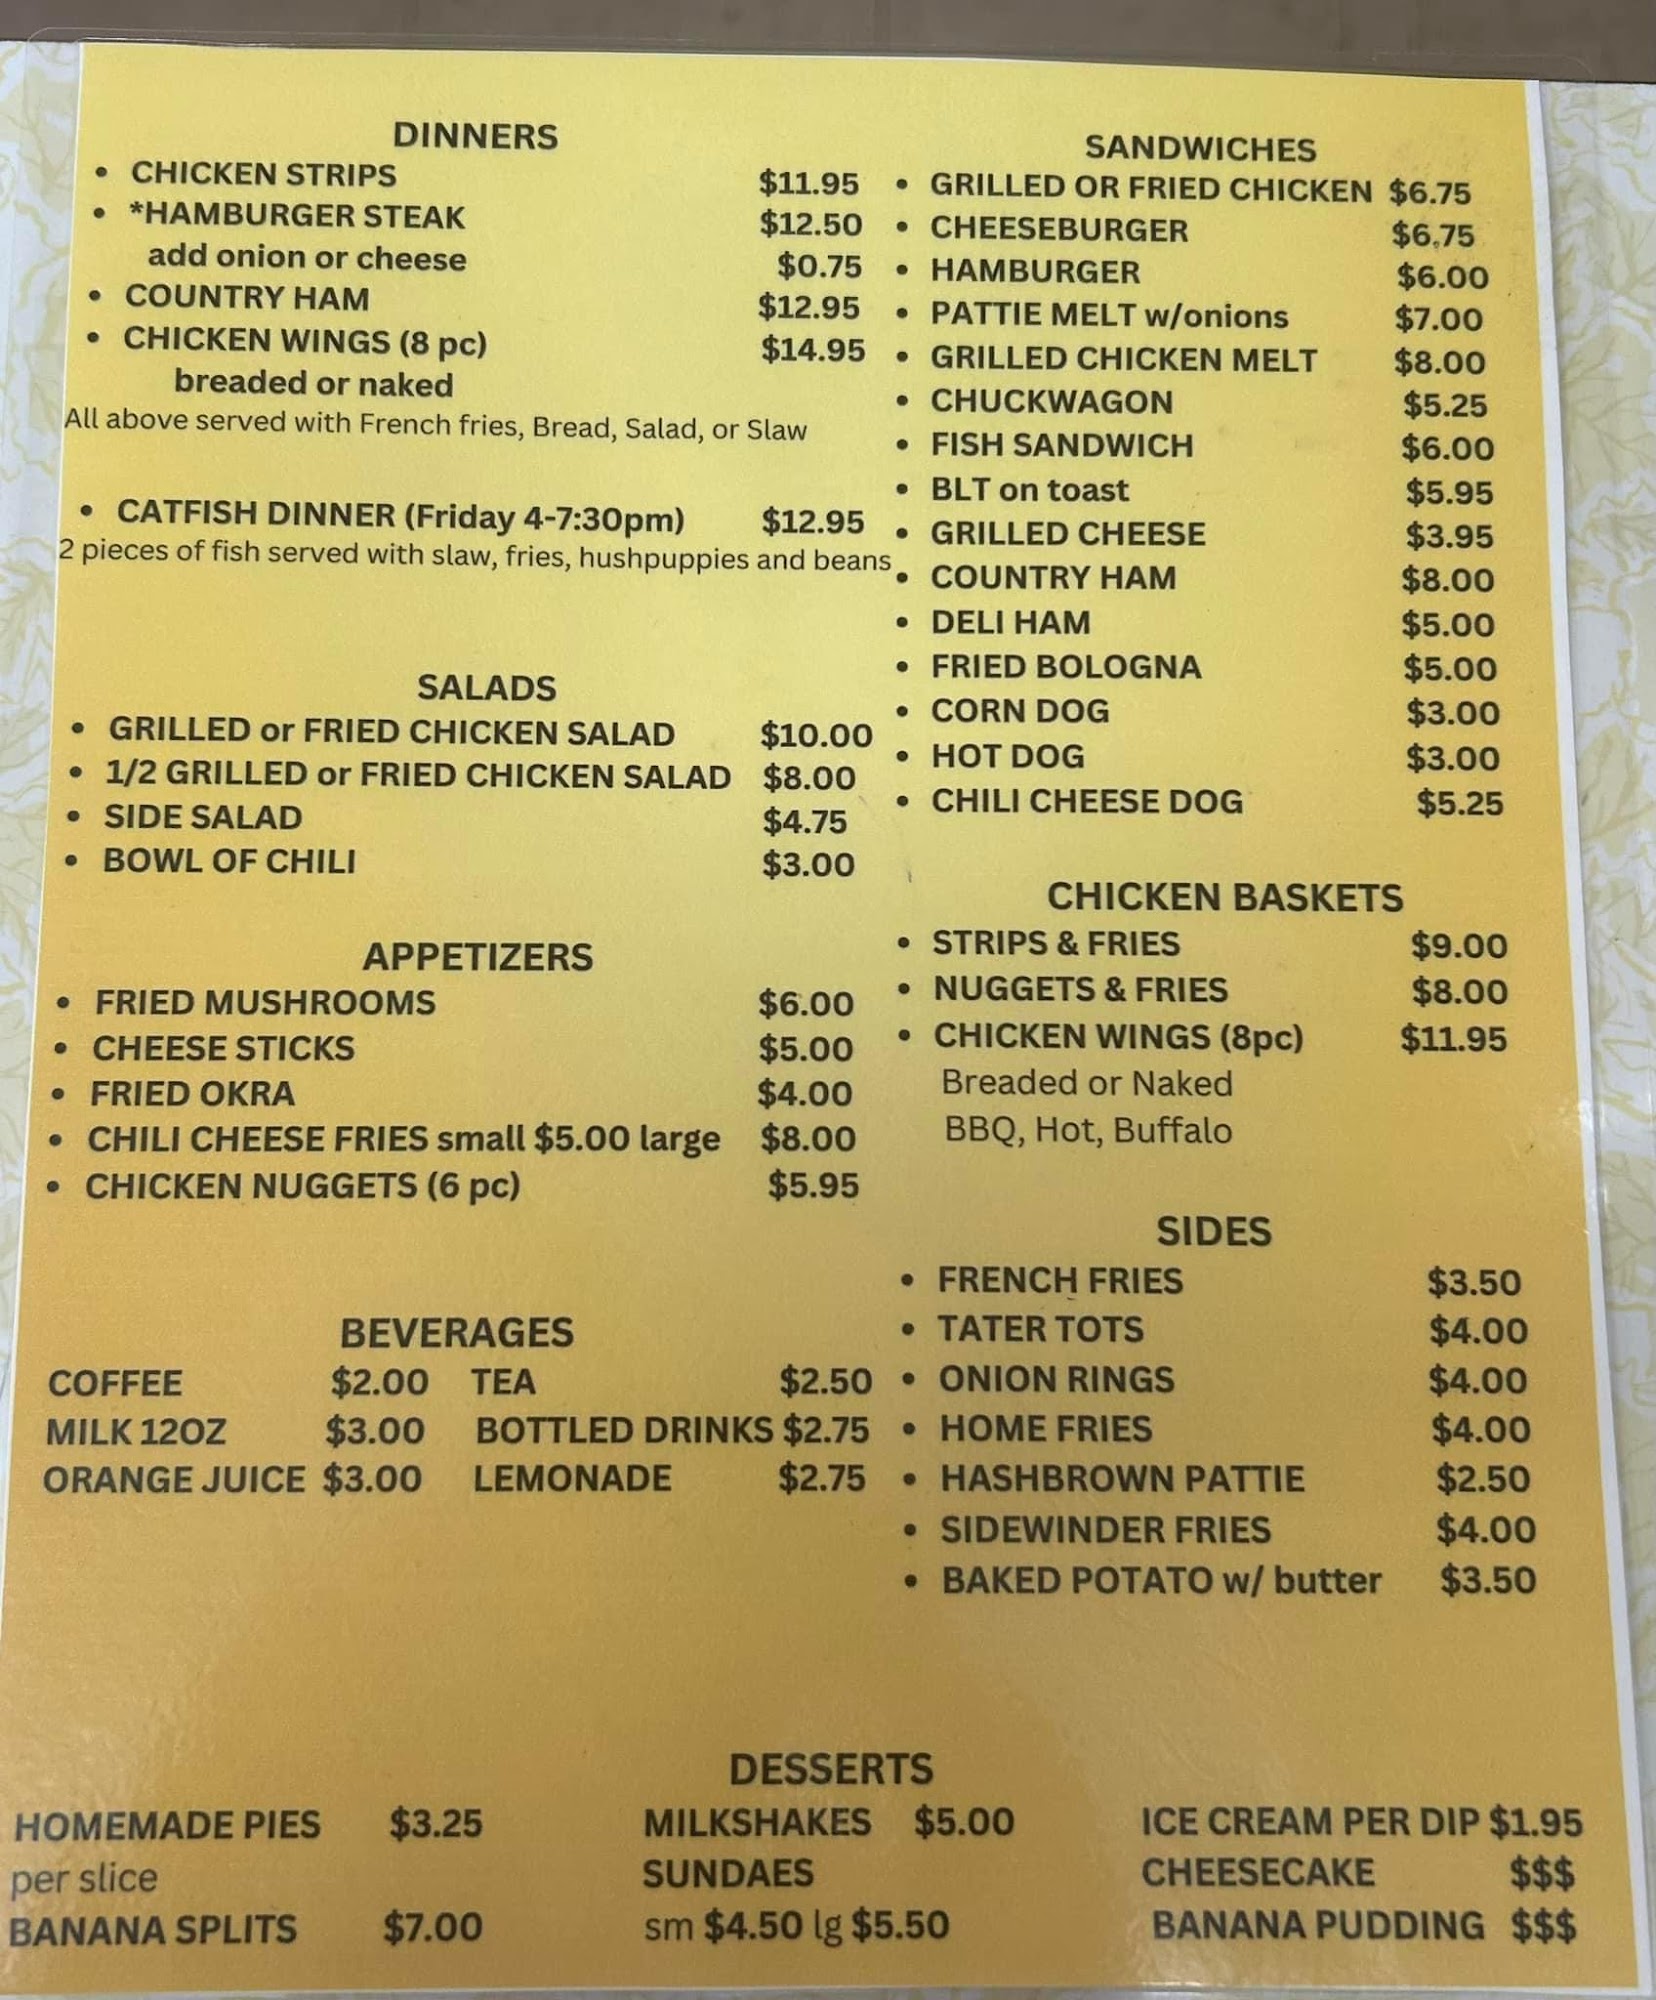 DINNERS
• CHICKEN STRIPS $11.95
• *HAMBURGER STEAK $12.50
add onion or cheese $0.75
• COUNTRY HAM $12.95
• CHICKEN WINGS (8 pc) $14.95
breaded or naked
All above served with French fries, Bread, Salad, or Slaw
• CATFISH DINNER (Friday 4-7:30pm) $12.95
2 pieces of fish served with slaw, fries, hushpuppies and beans
SALADS
• GRILLED or FRIED CHICKEN SALAD $10.00
• 1/2 GRILLED or FRIED CHICKEN SALAD $8.00
• SIDE SALAD $4.75
• BOWL OF CHILI $3.00
APPETIZERS
• FRIED MUSHROOMS $6.00
• CHEESE STICKS $5.00
• FRIED OKRA $4.00
• CHILI CHEESE FRIES small $5.00 large $8.00
• CHICKEN NUGGETS (6 pc) $5.95
BEVERAGES
COFFEE $2.00 TEA $2.50
MILK 12OZ $3.00 BOTTLED DRINKS $2.75
ORANGE JUICE $3.00 LEMONADE $2.75
SANDWICHES
• GRILLED OR FRIED CHICKEN $6.75
• CHEESEBURGER $6.75
• HAMBURGER $6.00
• PATTIE MELT w/onions $7.00
• GRILLED CHICKEN MELT $8.00
• CHUCKWAGON $5.25
• FISH SANDWICH $6.00
• BLT on toast $5.95
• GRILLED CHEESE $3.95
• COUNTRY HAM $8.00
• DELI HAM $5.00
• FRIED BOLOGNA $5.00
• CORN DOG $3.00
• HOT DOG $3.00
• CHILI CHEESE DOG $5.25
CHICKEN BASKETS
• STRIPS & FRIES $9.00
• NUGGETS & FRIES $8.00
• CHICKEN WINGS (8pc) $11.95
Breaded or Naked
BBQ, Hot, Buffalo
SIDES
• FRENCH FRIES $3.50
• TATER TOTS $4.00
• ONION RINGS $4.00
• HOME FRIES $4.00
• HASHBROWN PATTIE $2.50
• SIDEWINDER FRIES $4.00
• BAKED POTATO w/ butter $3.50
DESSERTS
HOMEMADE PIES $3.25 MILKSHAKES $5.00 ICE CREAM PER DIP $1.95
per slice SUNDAES CHEESECAKE $$$
BANANA SPLITS $7.00 sm $4.50 lg $5.50 BANANA PUDDING $$$